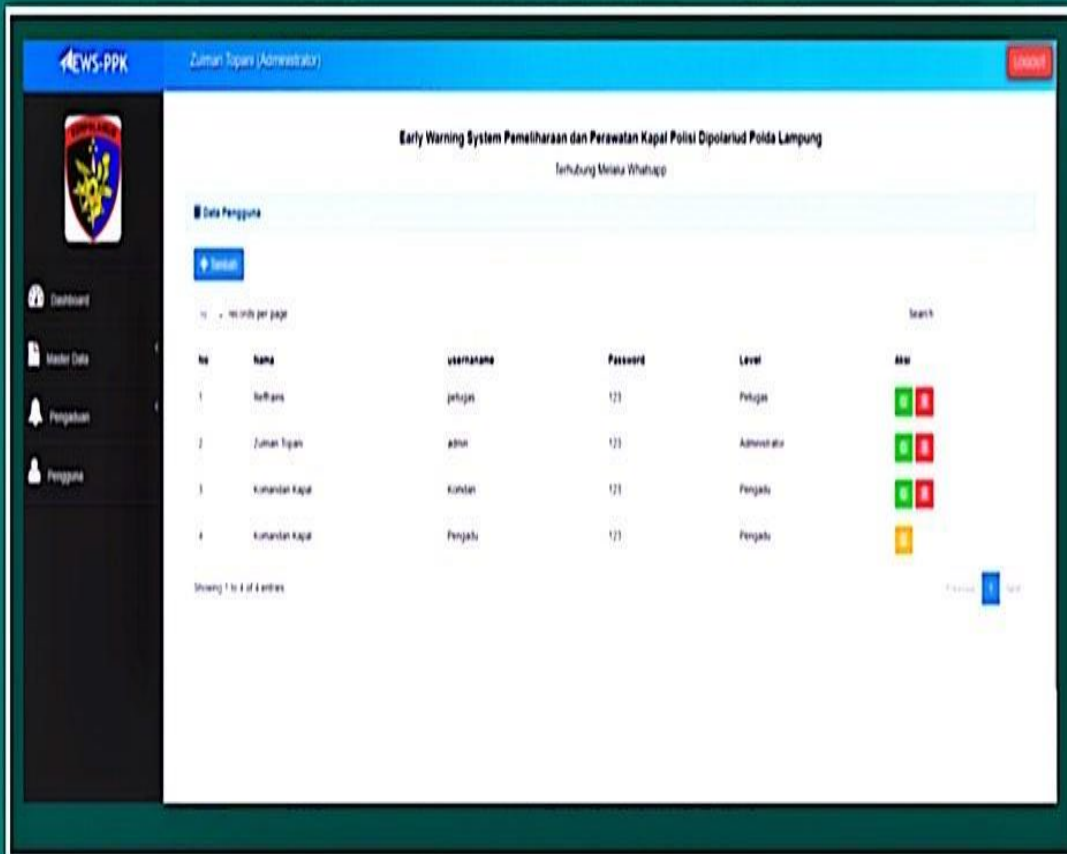 EWS-PPK
Zulman Topani (Administrator)
LOGOUT
Early Warning System Pemeliharaan dan Perawatan Kapal Polisi Dipolariud Polda Lampung
Terhubung Melalui Whatsapp
Data Pengguna
Tambah
records per page
Search
Dashboard
Master Data
Pengaduan
Pengguna
No Nama usernaname Password Level Aksi
1 petugas 123 Petugas
2 Zulman Topani admin 123 Administrator
3 Komandan Kapal Komdan 123 Pengadu
4 Komandan Kapal Pengadu 123 Pengadu
Showing 1 to 4 of 4 entries
Previous 1 Next